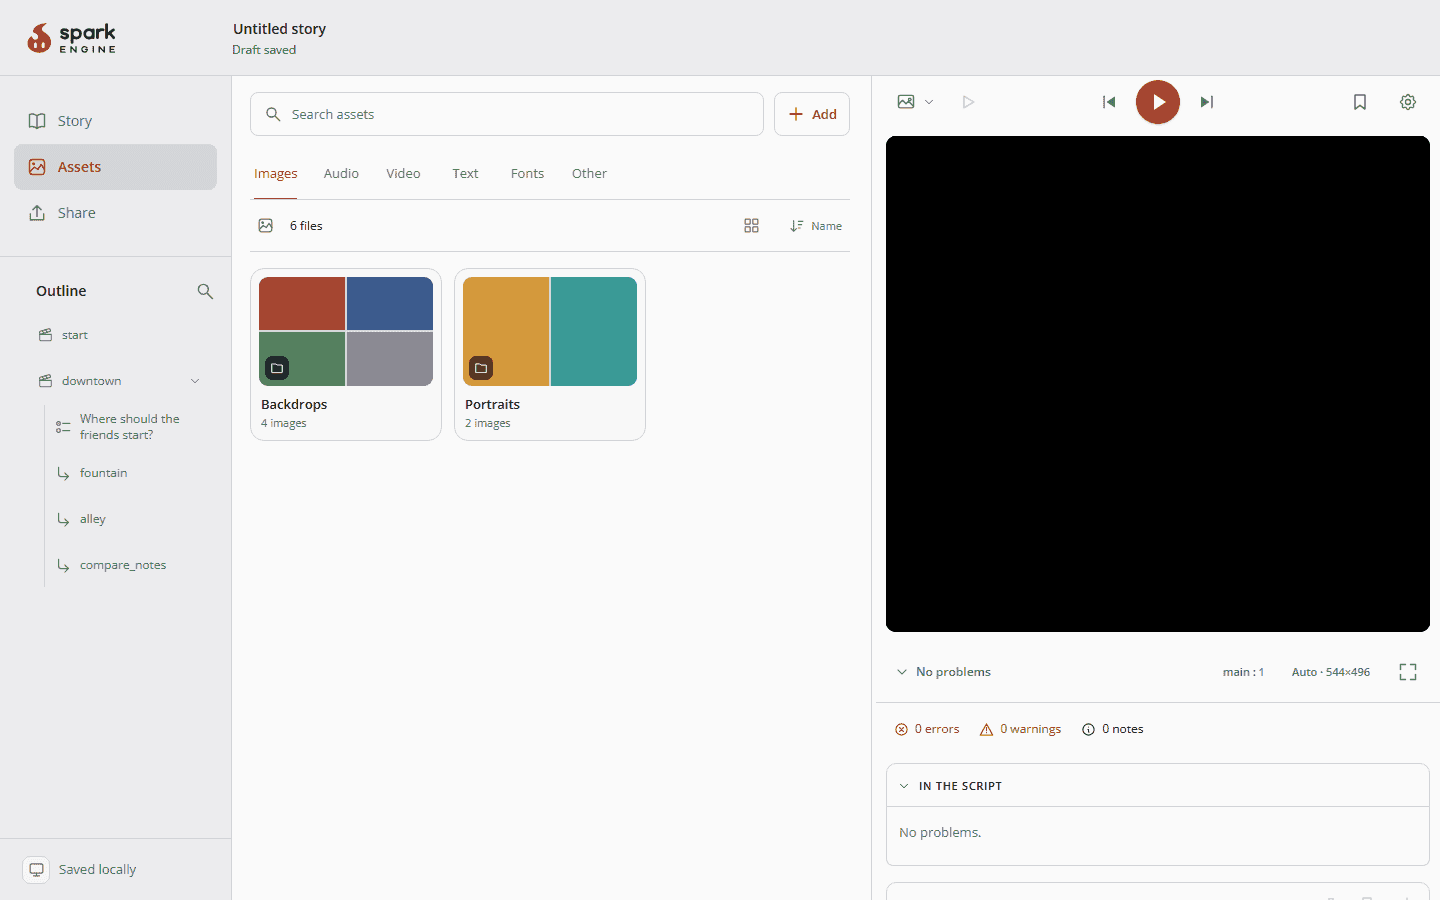 spark
ENGINE
Untitled story
Draft saved
Story
Assets
Share
Outline
start
downtown
Where should the
friends start?
fountain
alley
compare_notes
Saved locally
Search assets
Add
Images
Audio
Video
Text
Fonts
Other
6 files
Name
Backdrops
4 images
Portraits
2 images
No problems
main : 1
Auto · 544×496
0 errors
0 warnings
0 notes
IN THE SCRIPT
No problems.